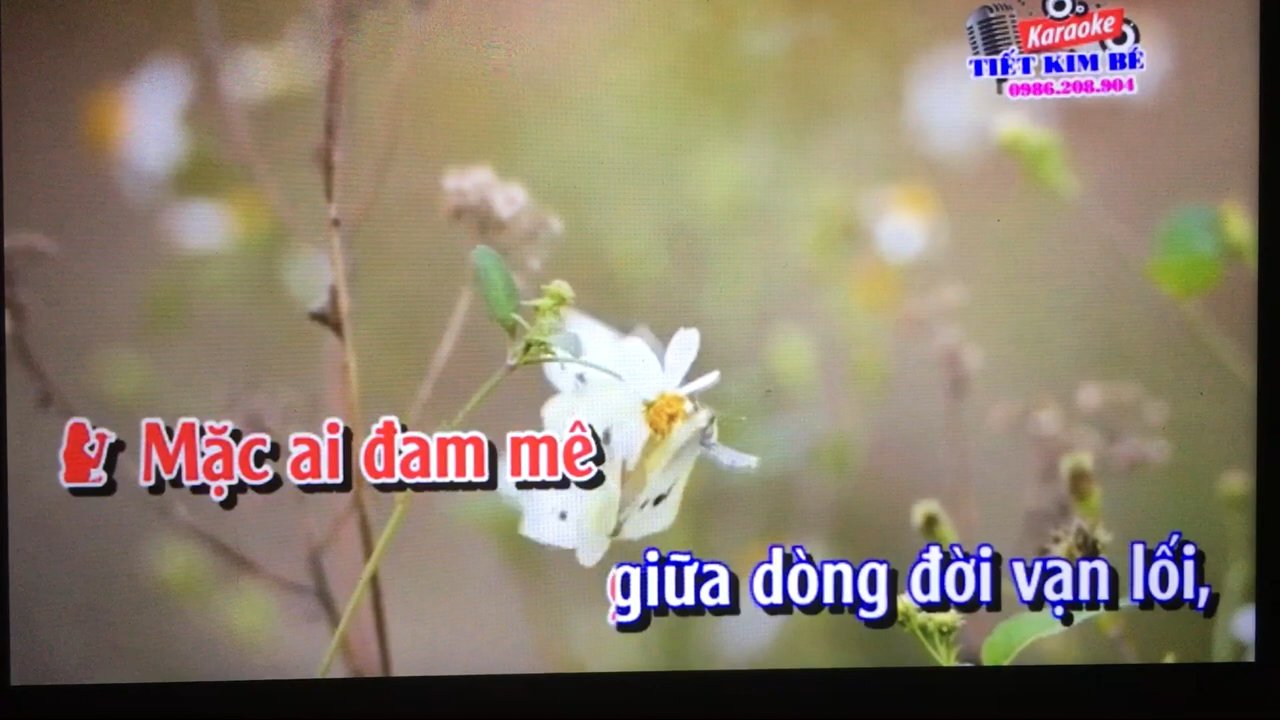 Karaoke
TIẾT KIM BÉ
0986.208.904
Mặc ai đam mê
giữa dòng đời vạn lối,